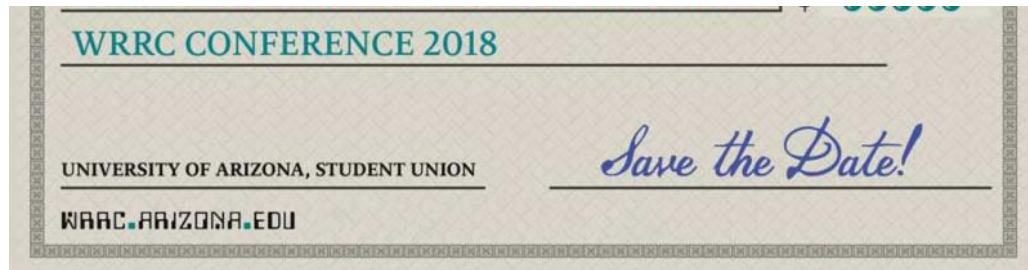 WRRC CONFERENCE 2018
Save the Date!
UNIVERSITY OF ARIZONA, STUDENT UNION
WRRC.ARIZONA.EDU